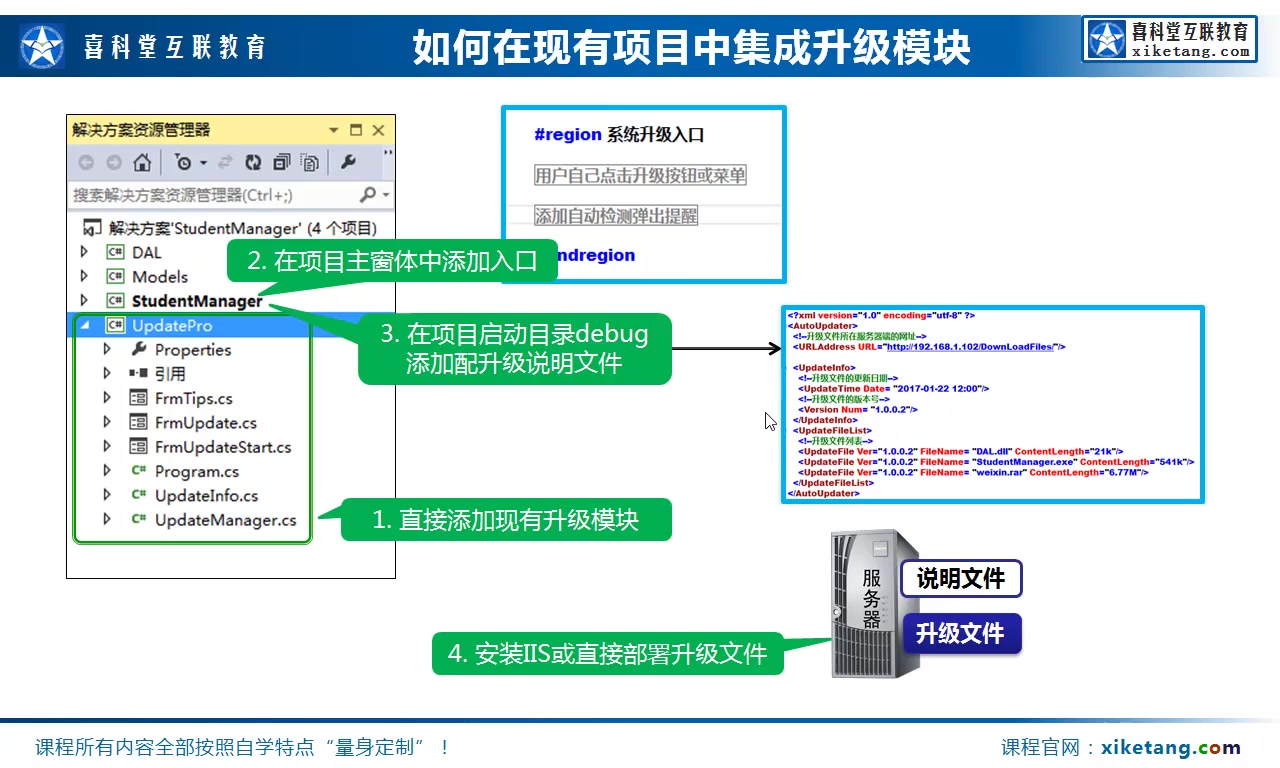 喜科堂互联教育
如何在现有项目中集成升级模块
喜科堂互联教育
xiketang.com
解决方案资源管理器
搜索解决方案资源管理器(Ctrl+;)
解决方案'StudentManager' (4 个项目)
DAL
Models
StudentManager
UpdatePro
Properties
引用
FrmTips.cs
FrmUpdate.cs
FrmUpdateStart.cs
Program.cs
UpdateInfo.cs
UpdateManager.cs
#region 系统升级入口
用户自己点击升级按钮或菜单
添加自动检测弹出提醒
ndregion
2. 在项目主窗体中添加入口
3. 在项目启动目录debug
添加配升级说明文件
1. 直接添加现有升级模块
<?xml version="1.0" encoding="utf-8" ?>
<AutoUpdater>
<!--升级文件所在服务器端的网址-->
<URLAddress URL="http://192.168.1.102/DownLoadFiles/"/>
<UpdateInfo>
<!--升级文件的更新日期-->
<UpdateTime Date= "2017-01-22 12:00"/>
<!--升级文件的版本号-->
<Version Num= "1.0.0.2"/>
</UpdateInfo>
<UpdateFileList>
<!--升级文件列表-->
<UpdateFile Ver="1.0.0.2" FileName= "DAL.dll" ContentLength="21k"/>
<UpdateFile Ver="1.0.0.2" FileName= "StudentManager.exe" ContentLength="541k"/>
<UpdateFile Ver="1.0.0.2" FileName= "weixin.rar" ContentLength="6.77M"/>
</UpdateFileList>
</AutoUpdater>
服务器
说明文件
升级文件
4. 安装IIS或直接部署升级文件
课程所有内容全部按照自学特点“量身定制”！
课程官网：xiketang.com